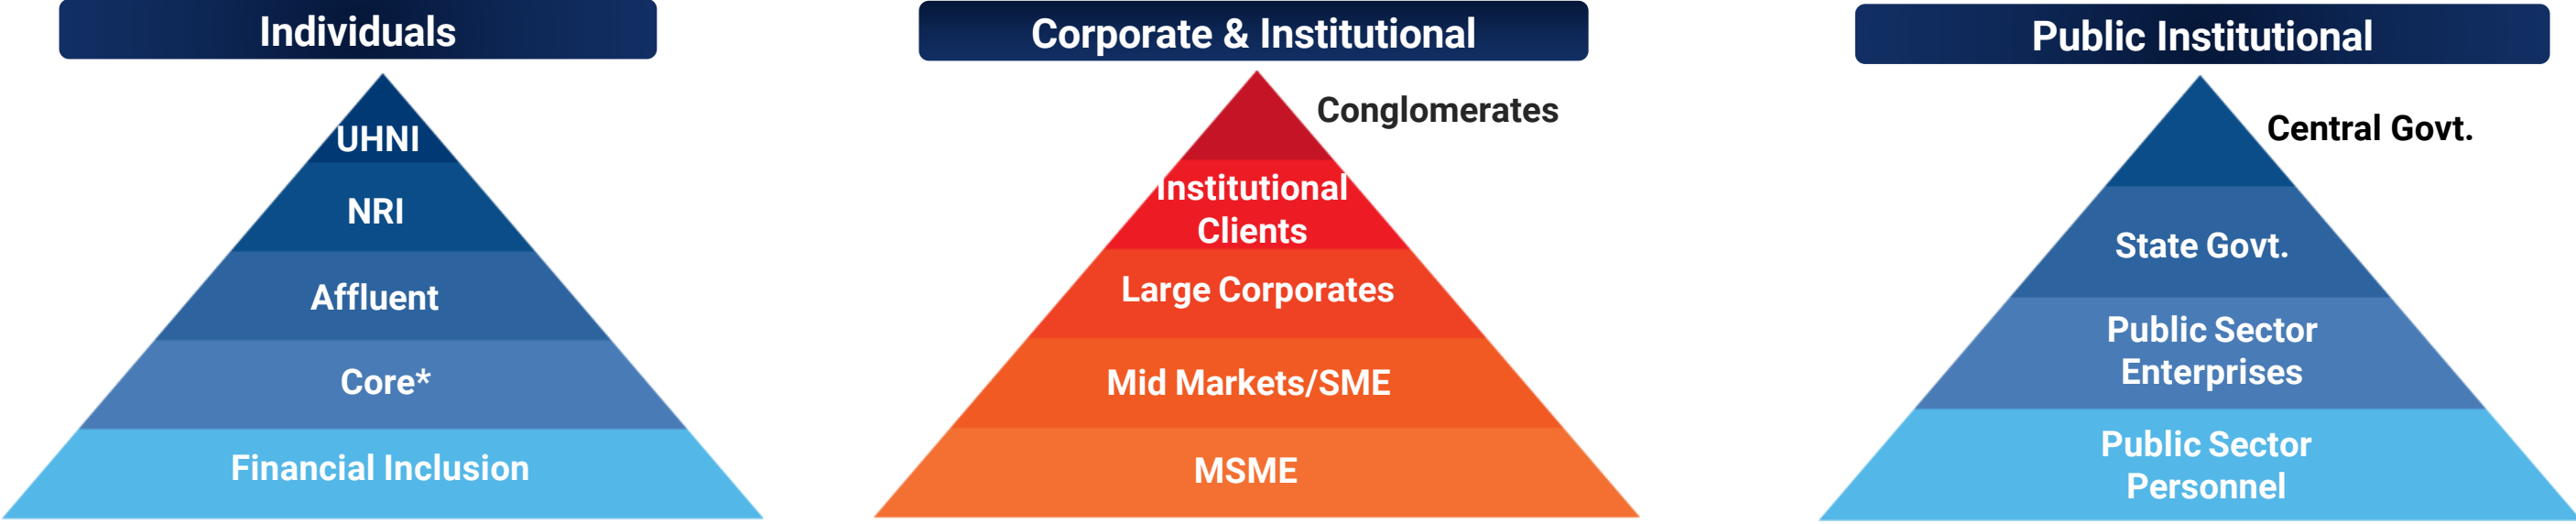 Individuals
UHNI
NRI
Affluent
Core*
Financial Inclusion
Corporate & Institutional
Conglomerates
Institutional
Clients
Large Corporates
Mid Markets/SME
MSME
Public Institutional
Central Govt.
State Govt.
Public Sector
Enterprises
Public Sector
Personnel